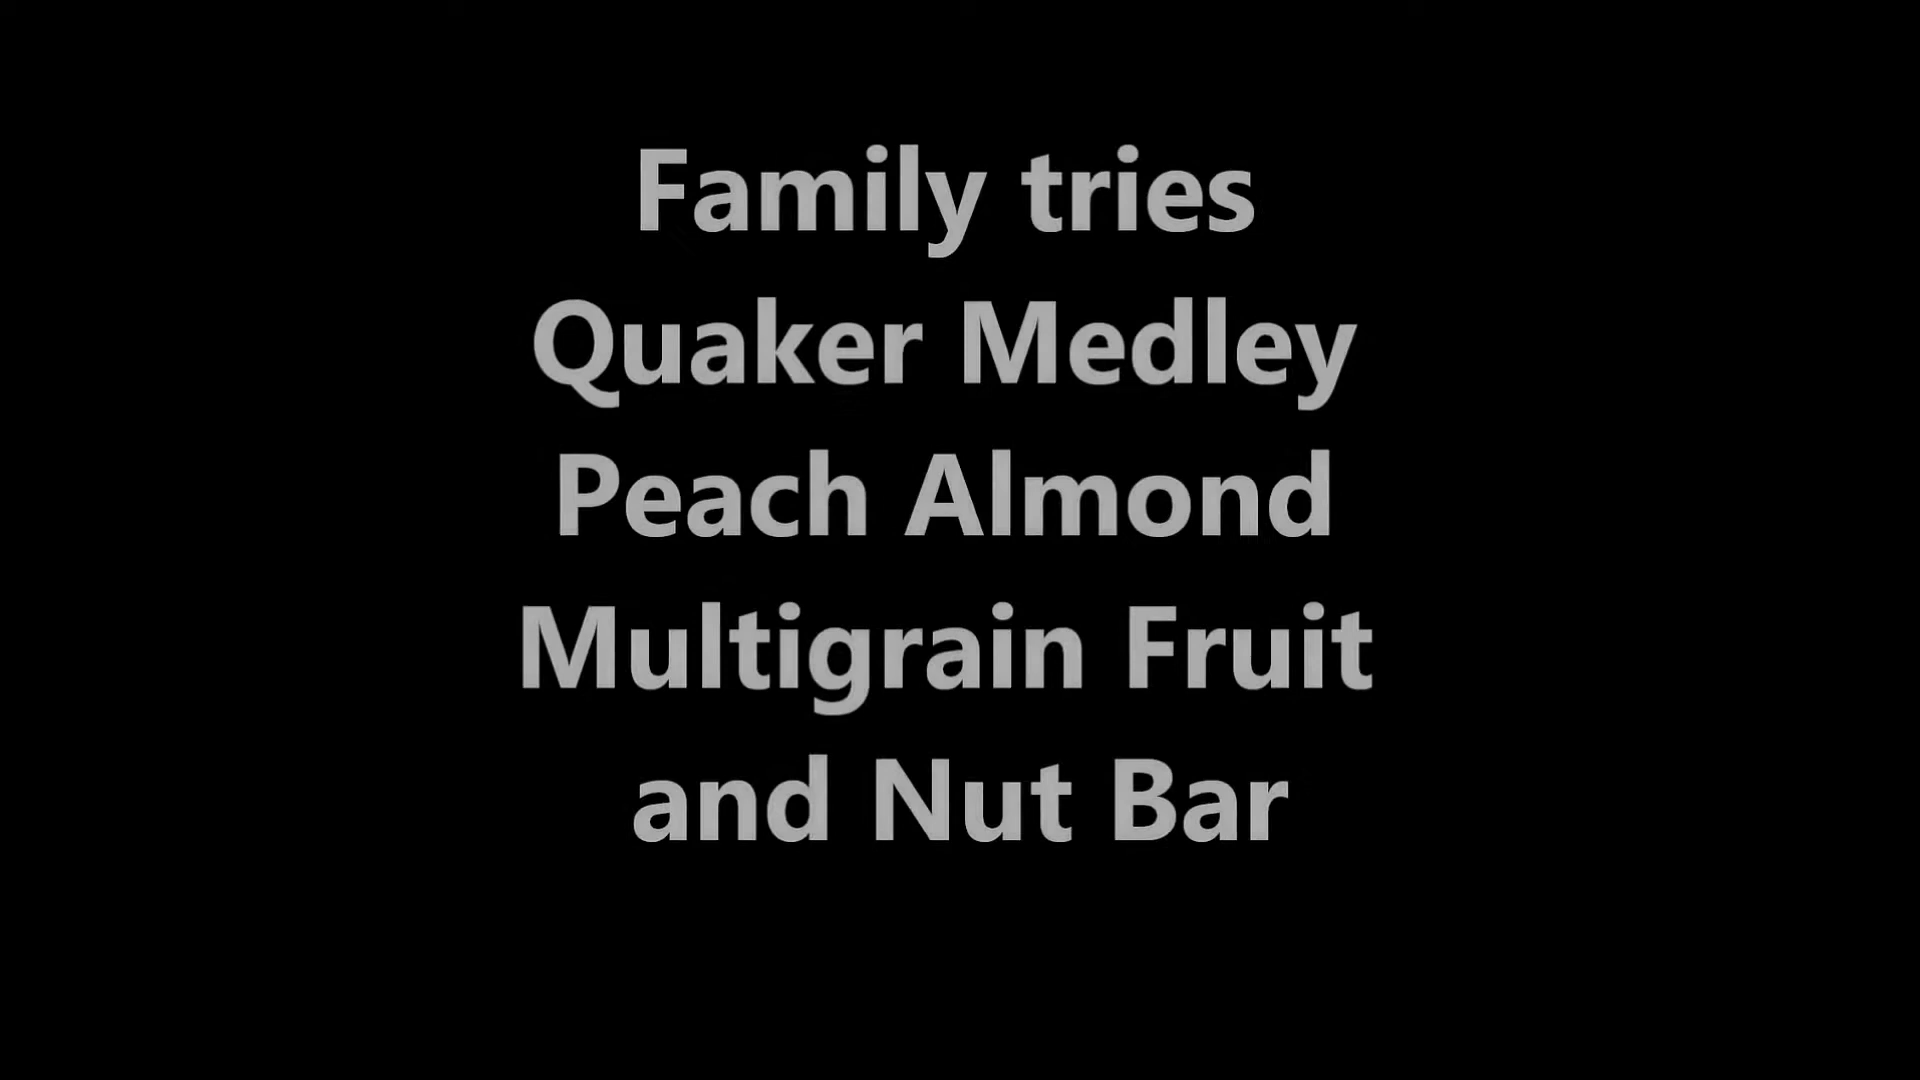 Family tries
Quaker Medley
Peach Almond
Multigrain Fruit
and Nut Bar